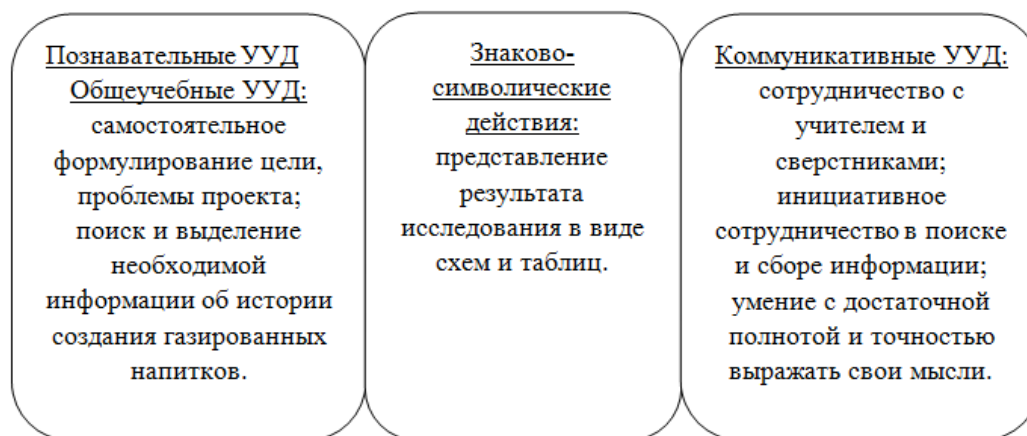 Познавательные УУД
Общеучебные УУД:
самостоятельное
формулирование цели,
проблемы проекта;
поиск и выделение
необходимой
информации об истории
создания газированных
напитков.
Знаково-
символические
действия:
представление
результата
исследования в виде
схем и таблиц.
Коммуникативные УУД:
сотрудничество с
учителем и
сверстниками;
инициативное
сотрудничество в поиске
и сборе информации;
умение с достаточной
полнотой и точностью
выражать свои мысли.